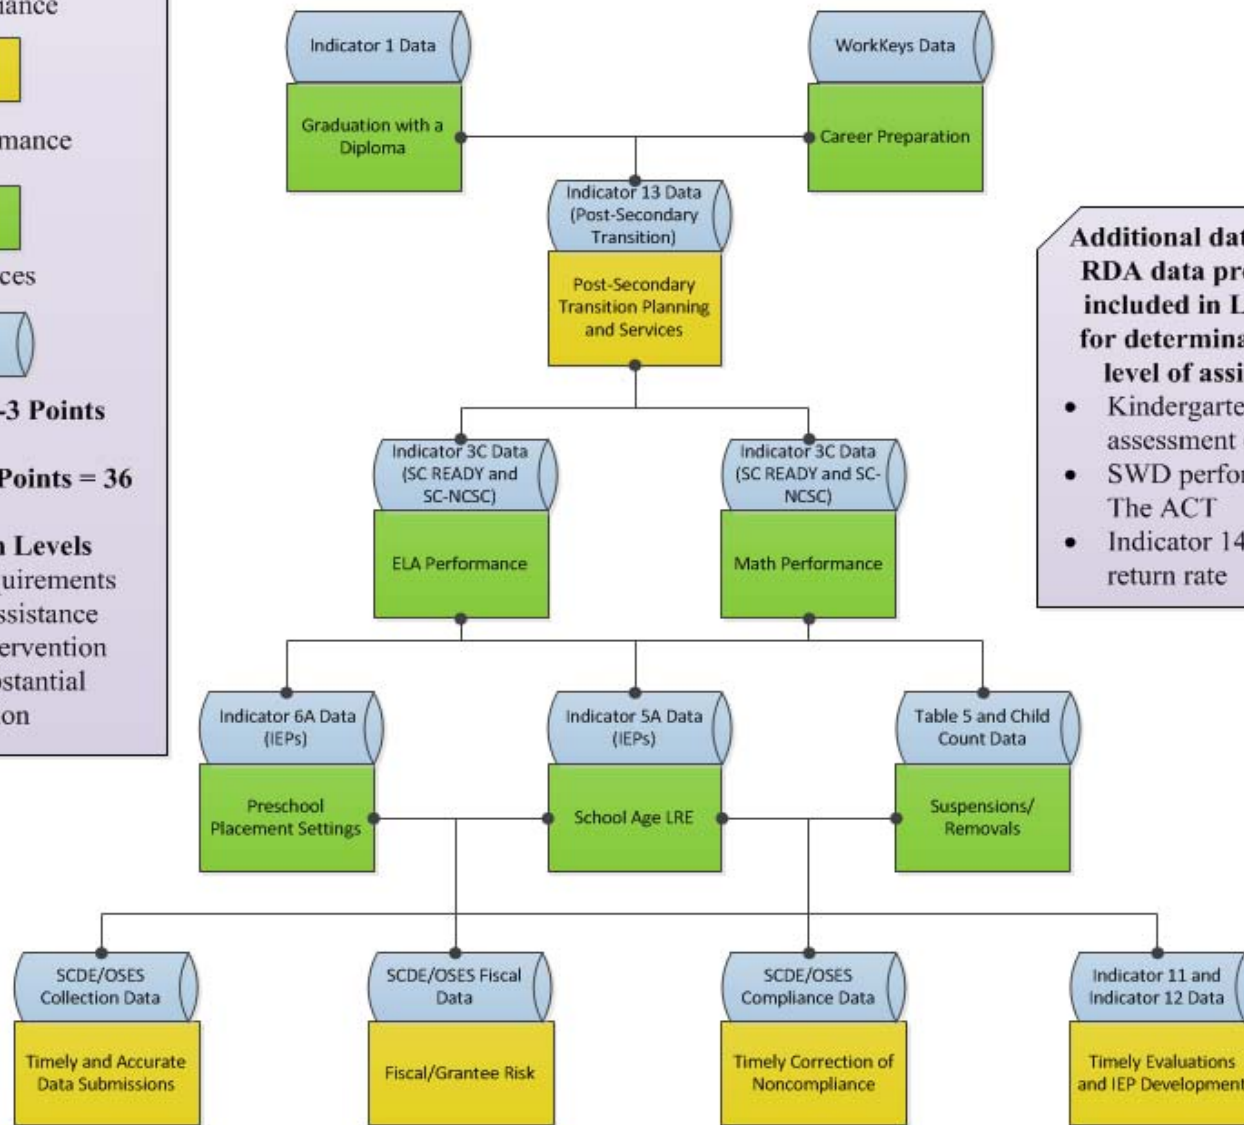 iance
mance
ces
-3 Points
Points = 36
n Levels
quirements
ssistance
ervention
stantial
on
Indicator 1 Data
Graduation with a
Diploma
WorkKeys Data
Career Preparation
Indicator 13 Data
(Post-Secondary
Transition)
Post-Secondary
Transition Planning
and Services
Indicator 3C Data
(SC READY and
SC-NCSC)
ELA Performance
Indicator 3C Data
(SC READY and SC-
NCSC)
Math Performance
Indicator 6A Data
(IEPs)
Preschool
Placement Settings
Indicator 5A Data
(IEPs)
School Age LRE
Table 5 and Child
Count Data
Suspensions/
Removals
SCDE/OSES
Collection Data
Timely and Accurate
Data Submissions
SCDE/OSES Fiscal
Data
Fiscal/Grantee Risk
SCDE/OSES
Compliance Data
Timely Correction of
Noncompliance
Indicator 11 and
Indicator 12 Data
Timely Evaluations
and IEP Development
Additional dat
RDA data pr
included in L
for determina
level of assi
• Kindergarte
assessment
• SWD perfor
The ACT
• Indicator 14
return rate